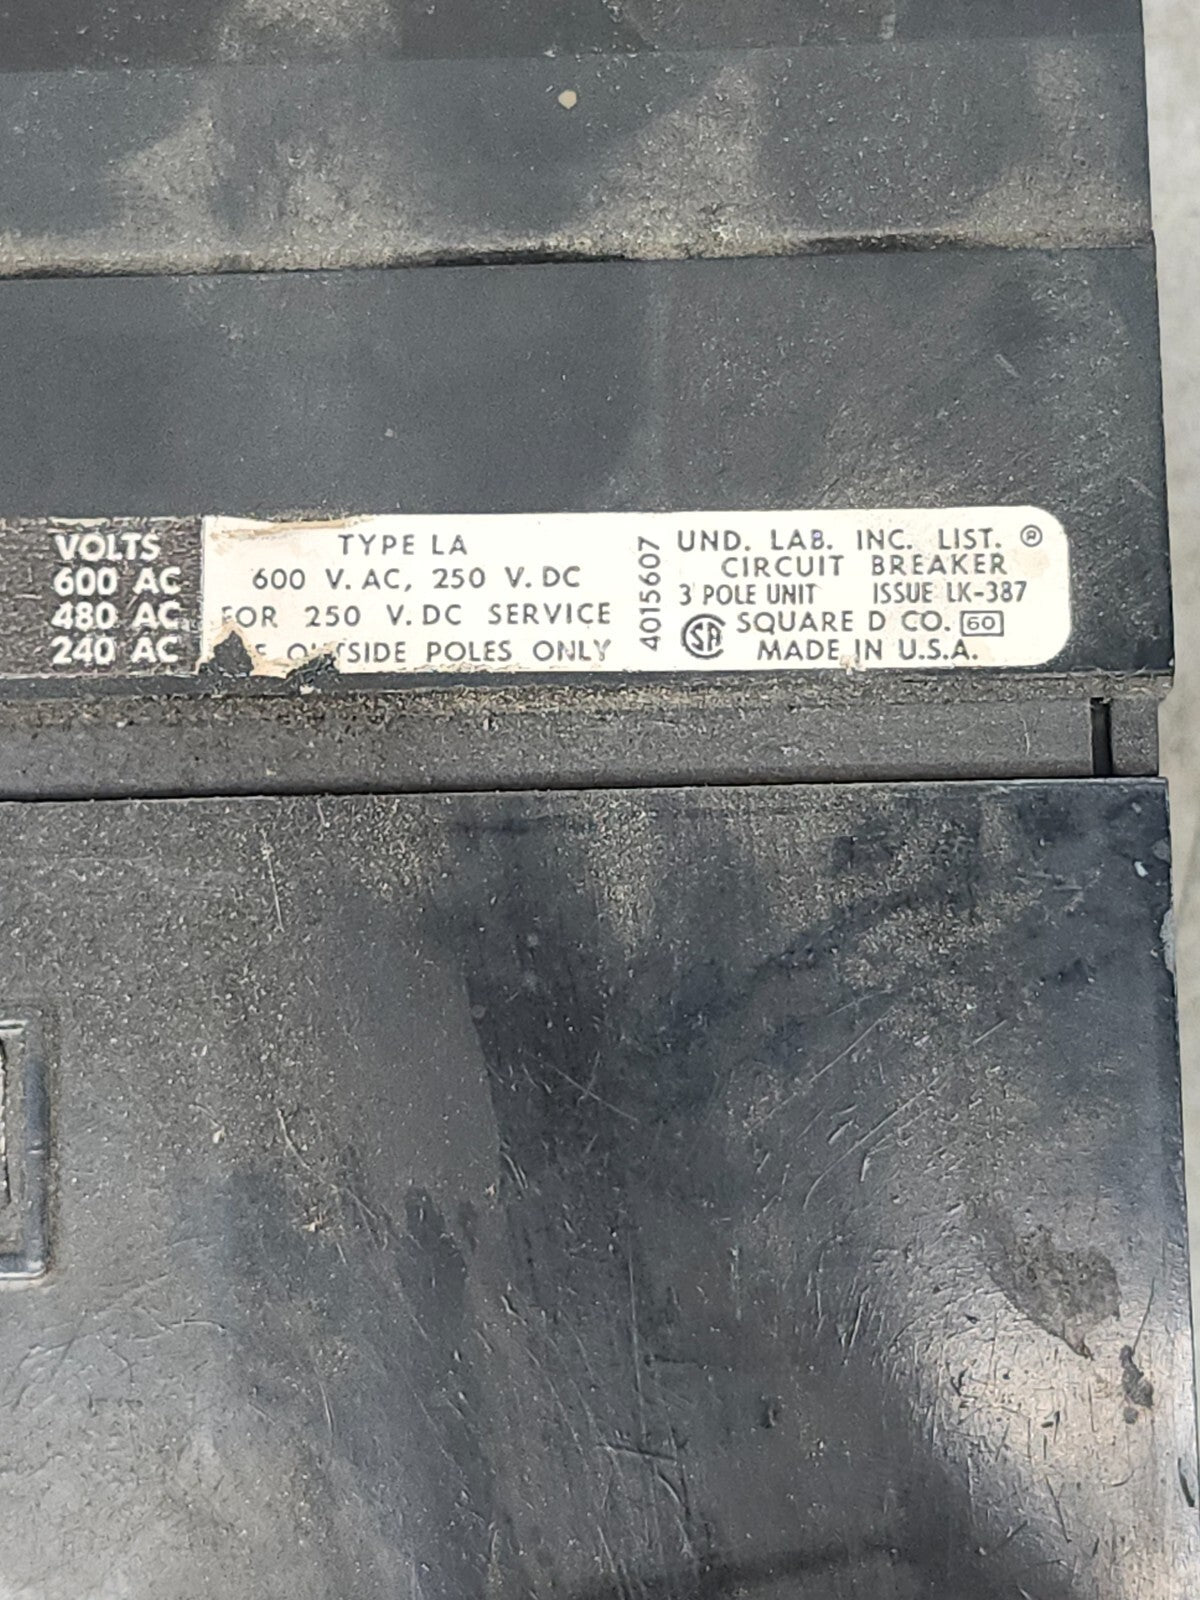 VOLTS
600 AC
480 AC
240 AC
TYPE LA
600 V. AC, 250 V. DC
FOR 250 V. DC SERVICE
OUTSIDE POLES ONLY
4015607
UND. LAB. INC. LIST. ®
CIRCUIT BREAKER
3 POLE UNIT ISSUE LK-387
SA SQUARE D CO. 60
MADE IN U.S.A.